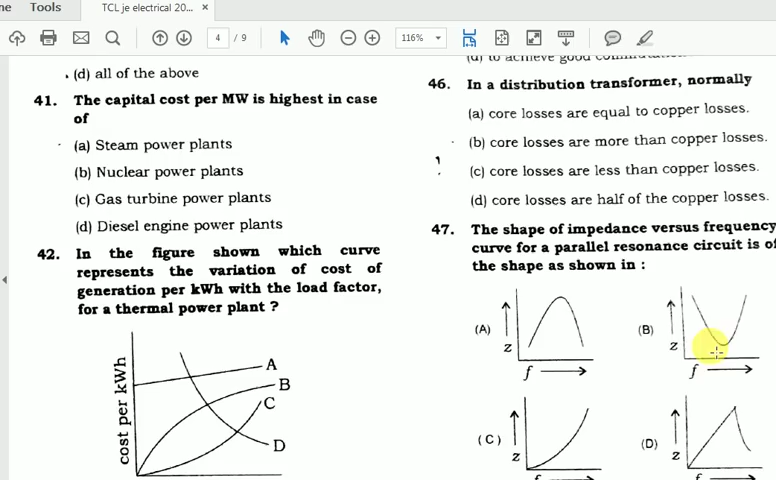 ne Tools TCL je electrical 20... ×
4 / 9 116%
(d) all of the above
41. The capital cost per MW is highest in case
of
(a) Steam power plants
(b) Nuclear power plants
(c) Gas turbine power plants
(d) Diesel engine power plants
42. In the figure shown which curve
represents the variation of cost of
generation per kWh with the load factor,
for a thermal power plant ?
cost per kWh
A
B
C
D
46. In a distribution transformer, normally
(a) core losses are equal to copper losses.
(b) core losses are more than copper losses.
(c) core losses are less than copper losses.
(d) core losses are half of the copper losses.
47. The shape of impedance versus frequency
curve for a parallel resonance circuit is of
the shape as shown in :
(A) z f
(B) z f
(C) z f
(D) z f